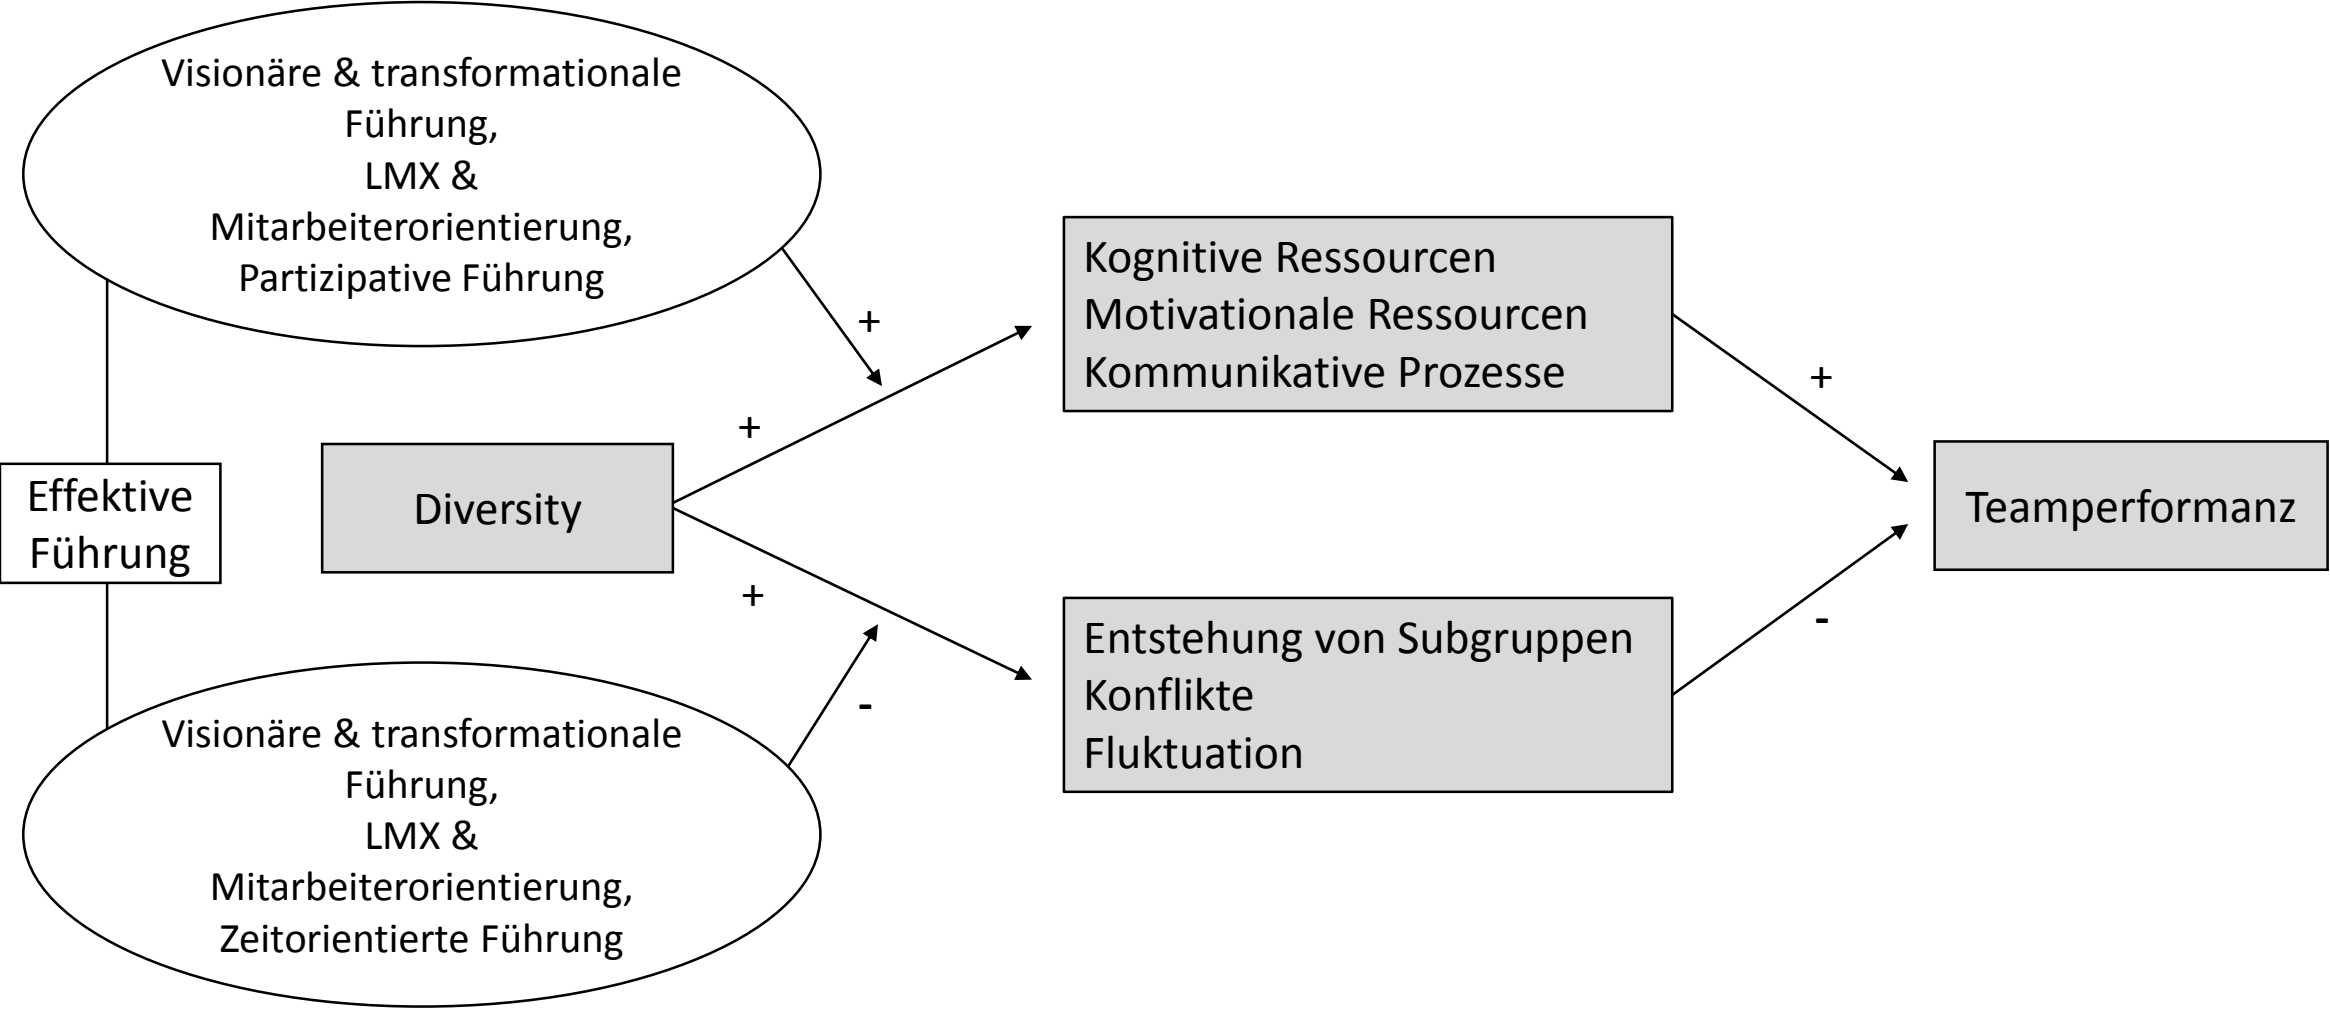 Visionäre & transformationale
Führung,
LMX &
Mitarbeiterorientierung,
Partizipative Führung
+
+
Kognitive Ressourcen
Motivationale Ressourcen
Kommunikative Prozesse
+
Effektive
Führung
Diversity
Teamperformanz
+
-
Entstehung von Subgruppen
Konflikte
Fluktuation
-
Visionäre & transformationale
Führung,
LMX &
Mitarbeiterorientierung,
Zeitorientierte Führung